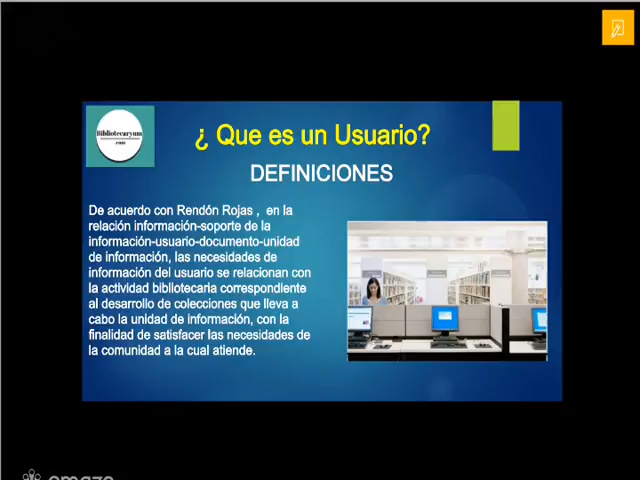 Bibliotecaryum
.com
¿ Que es un Usuario?
DEFINICIONES
De acuerdo con Rendón Rojas , en la
relación información-soporte de la
información-usuario-documento-unidad
de información, las necesidades de
información del usuario se relacionan con
la actividad bibliotecaria correspondiente
al desarrollo de colecciones que lleva a
cabo la unidad de información, con la
finalidad de satisfacer las necesidades de
la comunidad a la cual atiende.
emaze